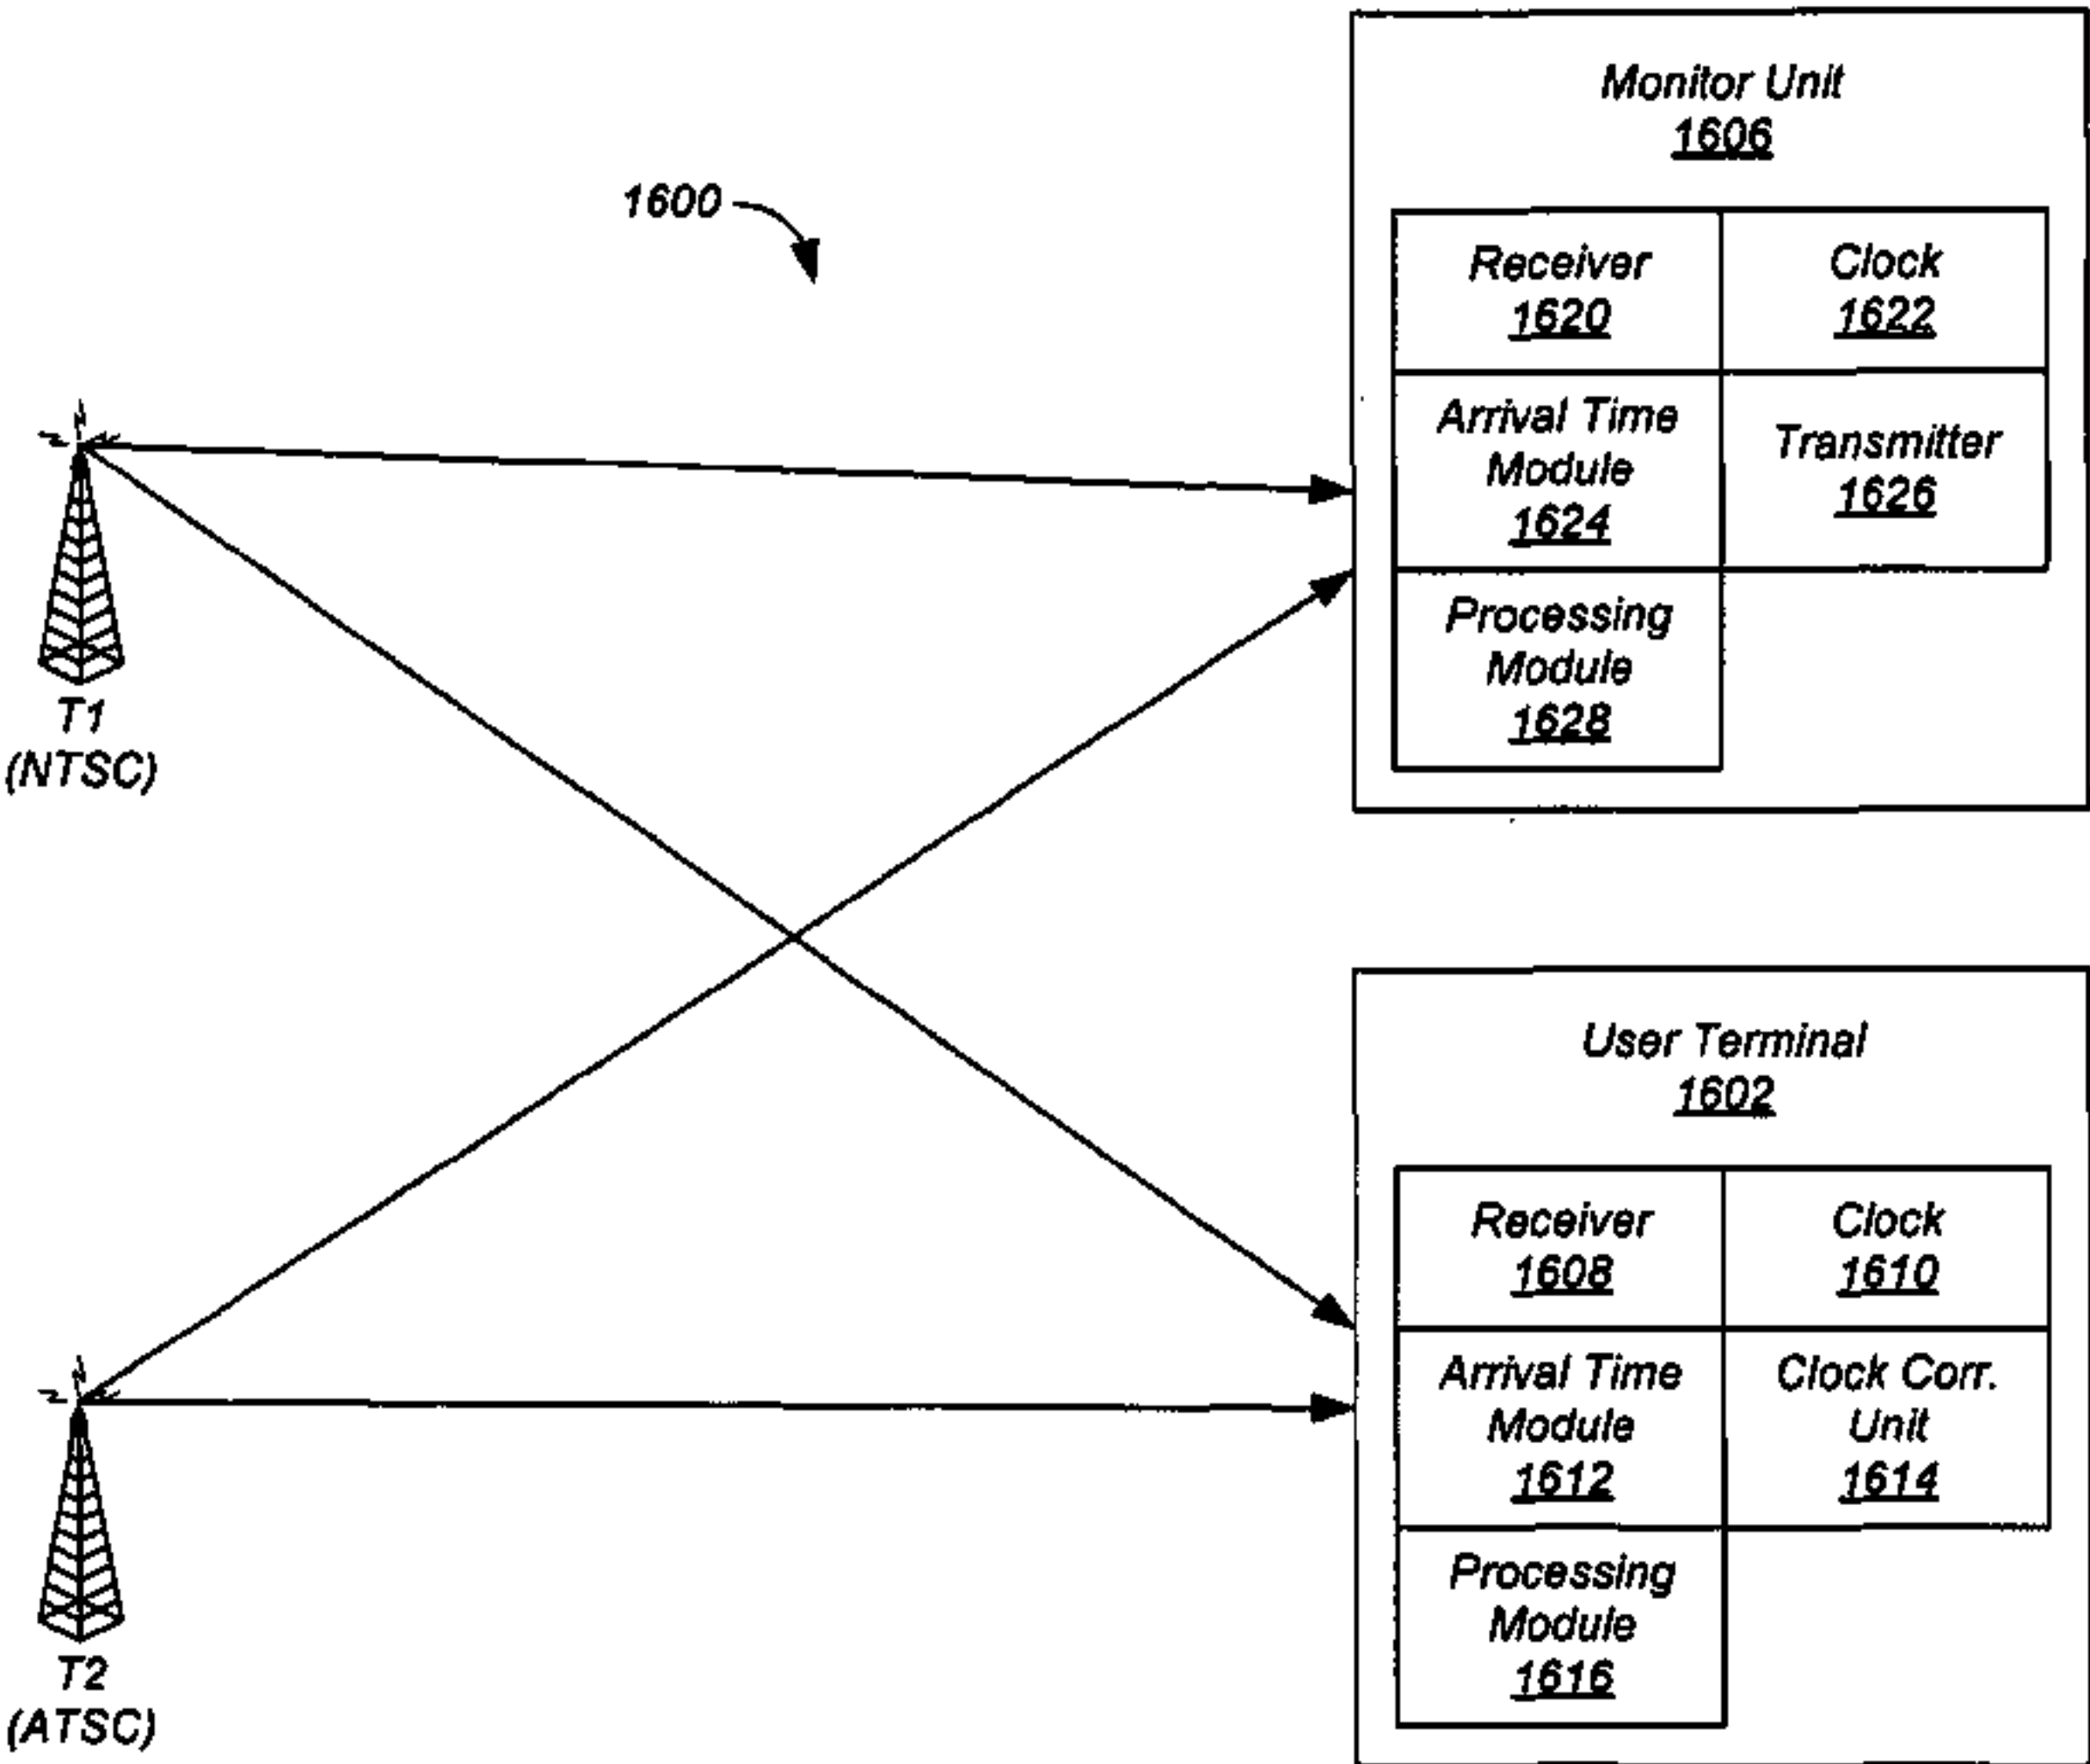 Monitor Unit
1606
1600
Receiver
1620
Clock
1622
Arrival Time
Module
1624
Transmitter
1626
Processing
Module
1628
T1
(NTSC)
User Terminal
1602
Receiver
1608
Clock
1610
Arrival Time
Module
1612
Clock Corr.
Unit
1614
Processing
Module
1616
T2
(ATSC)